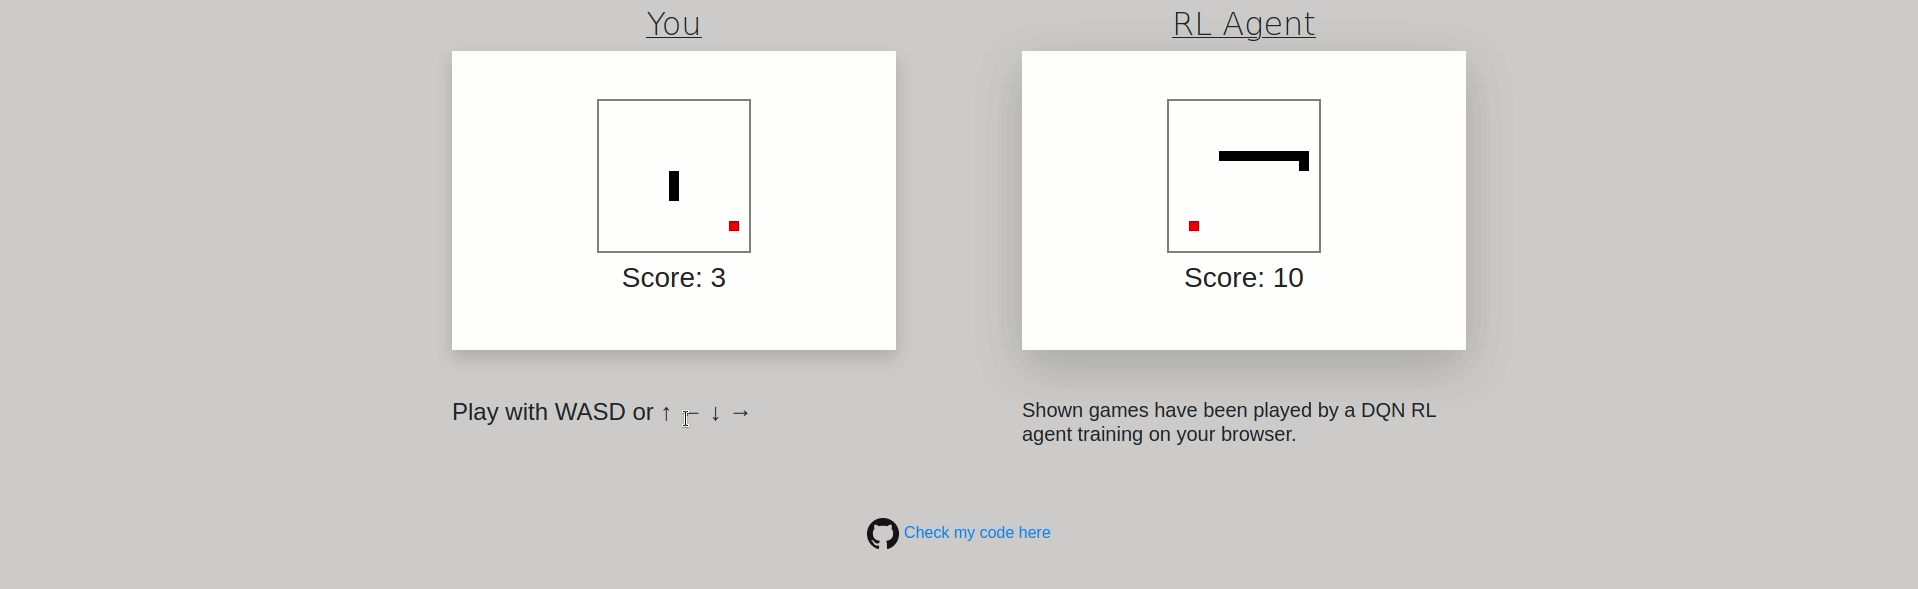 You
RL Agent
Score: 3
Score: 10
Play with WASD or ↑ ← ↓ →
Shown games have been played by a DQN RL
agent training on your browser.
Check my code here